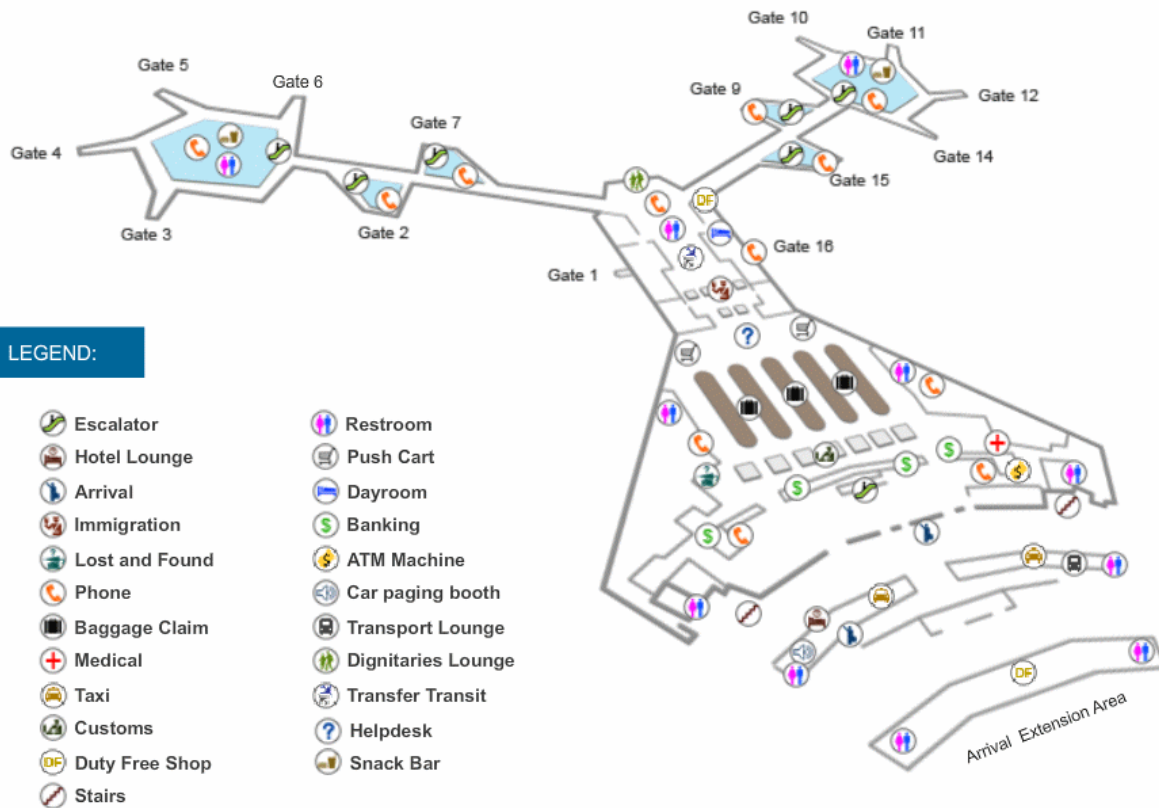 Gate 10
Gate 11
Gate 5
Gate 6
Gate 9
Gate 12
Gate 7
Gate 4
Gate 14
Gate 15
DF
Gate 3
Gate 2
Gate 16
Gate 1
?
LEGEND:
Escalator
Hotel Lounge
Arrival
Immigration
Lost and Found
Phone
Baggage Claim
Medical
Taxi
Customs
DF Duty Free Shop
Stairs
Restroom
Push Cart
Dayroom
$ Banking
$ ATM Machine
Car paging booth
Transport Lounge
Dignitaries Lounge
Transfer Transit
? Helpdesk
Snack Bar
$
$
$
$
$
DF
Arrival Extension Area